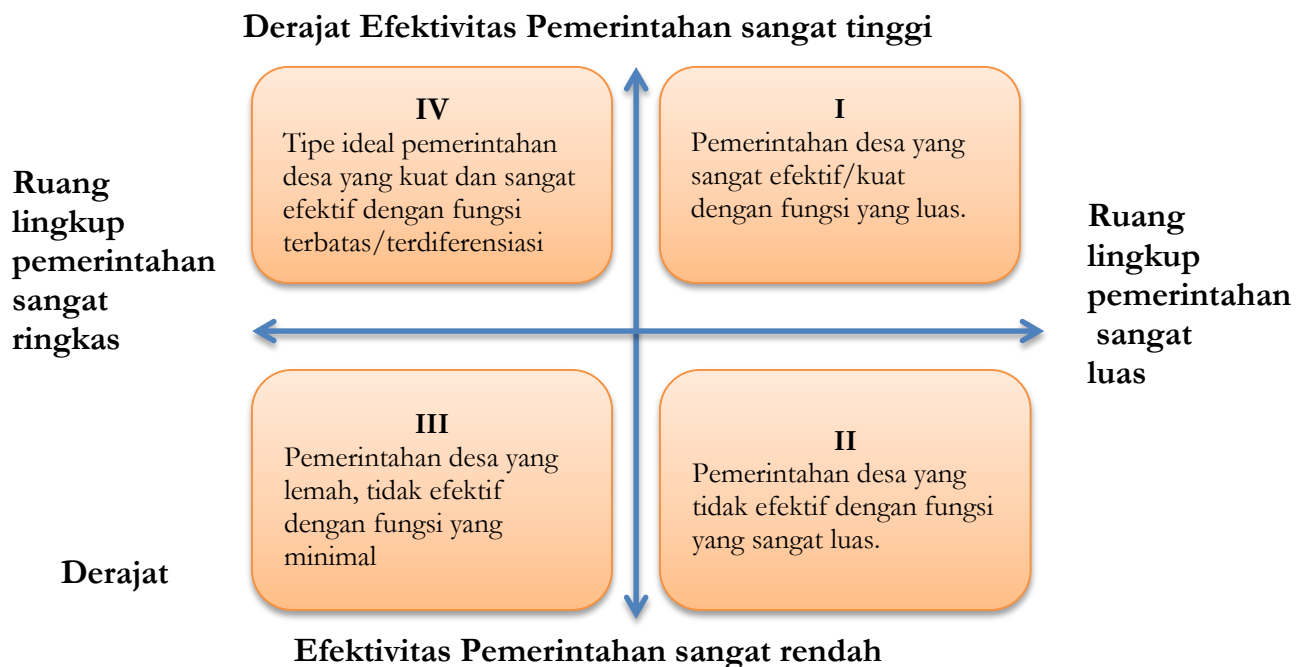 Derajat Efektivitas Pemerintahan sangat tinggi
IV
Tipe ideal pemerintahan
desa yang kuat dan sangat
efektif dengan fungsi
terbatas/terdiferensiasi
I
Pemerintahan desa yang
sangat efektif/kuat
dengan fungsi yang luas.
Ruang
lingkup
pemerintahan
sangat
ringkas
Ruang
lingkup
pemerintahan
sangat
luas
III
Pemerintahan desa yang
lemah, tidak efektif
dengan fungsi yang
minimal
II
Pemerintahan desa yang
tidak efektif dengan fungsi
yang sangat luas.
Derajat
Efektivitas Pemerintahan sangat rendah